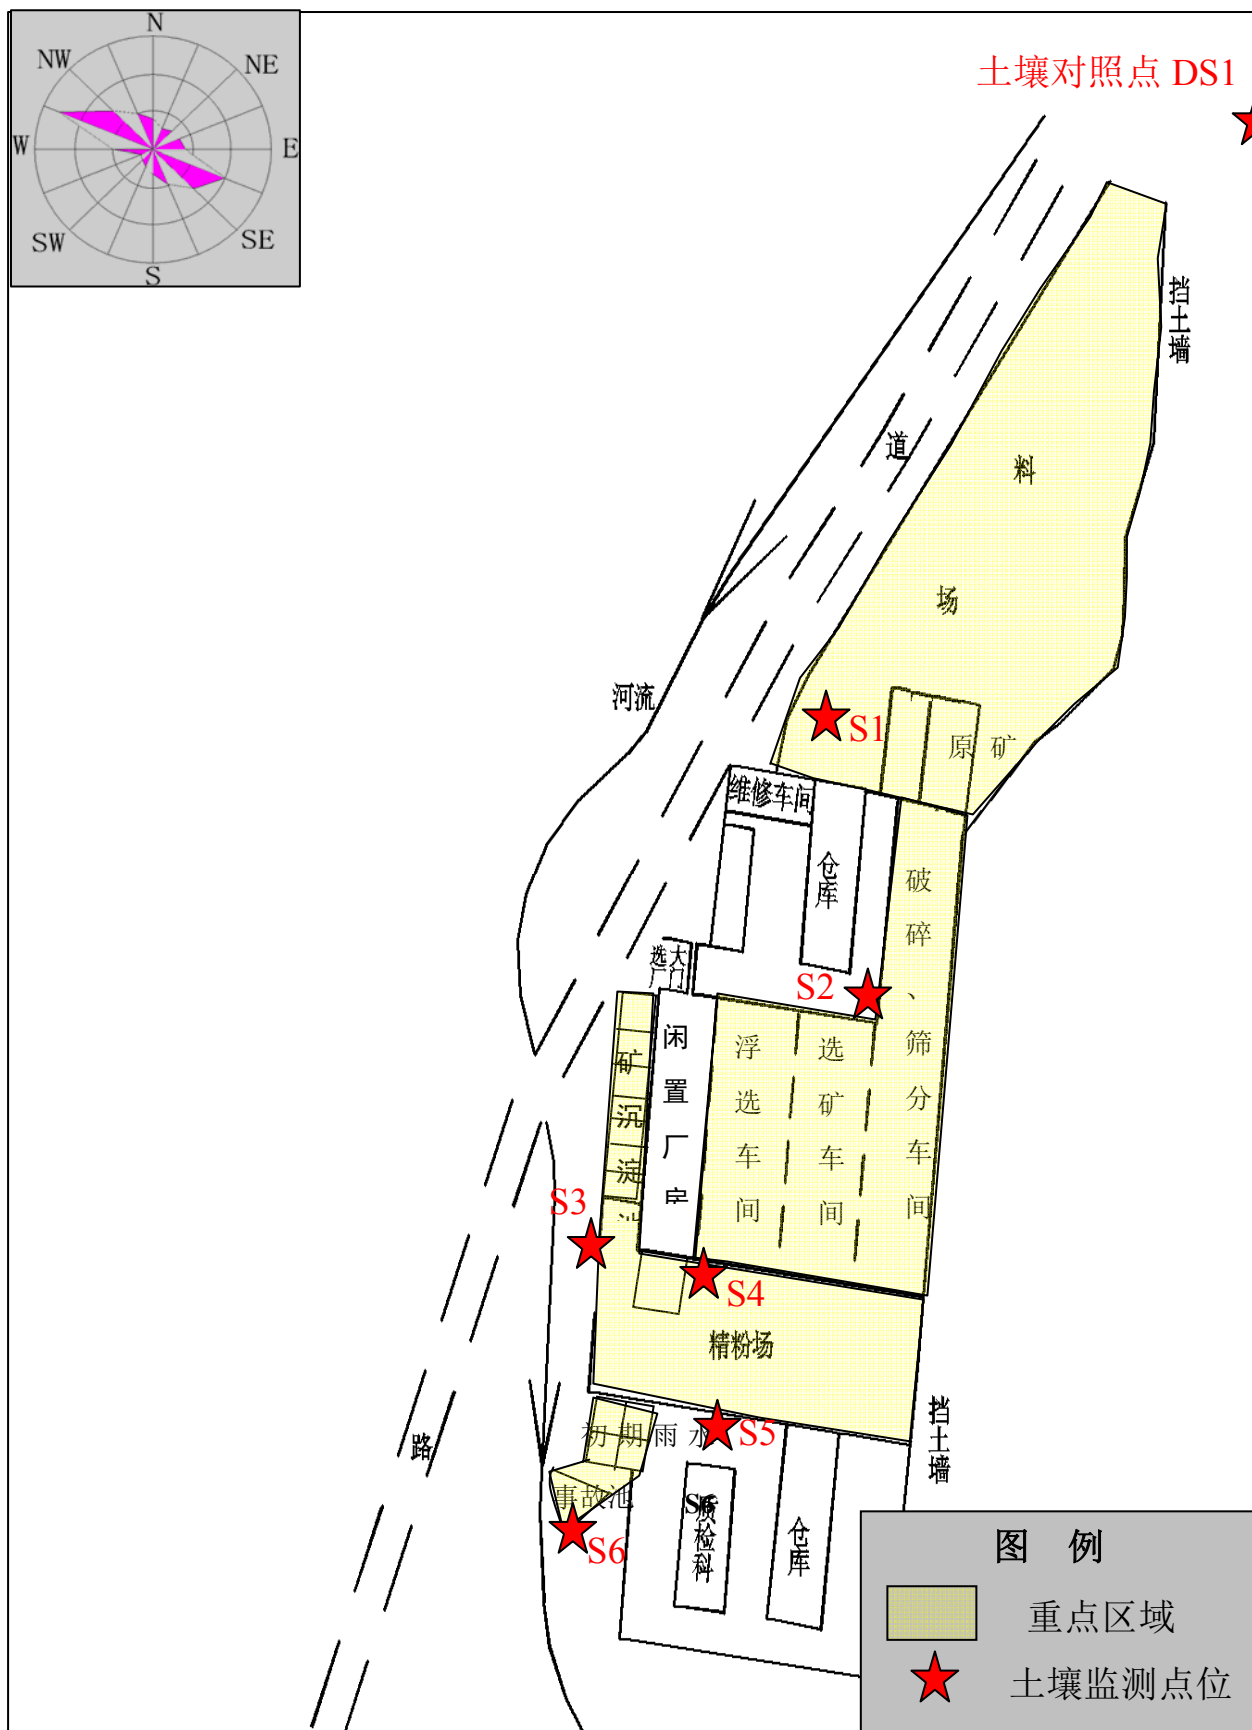 N
NW
NE
W
E
SW
SE
S
土壤对照点 DS1
挡土墙
道
料
场
河流
S1
原 矿
维修车间
仓库
破碎、筛分车间
选厂
大门
S2
闲置厂房
浮选车间
选矿车间
矿沉淀
S3
S4
精粉场
挡土墙
路
初期雨水
S5
事故池
S6
质检科
仓库
S6
图 例
重点区域
土壤监测点位